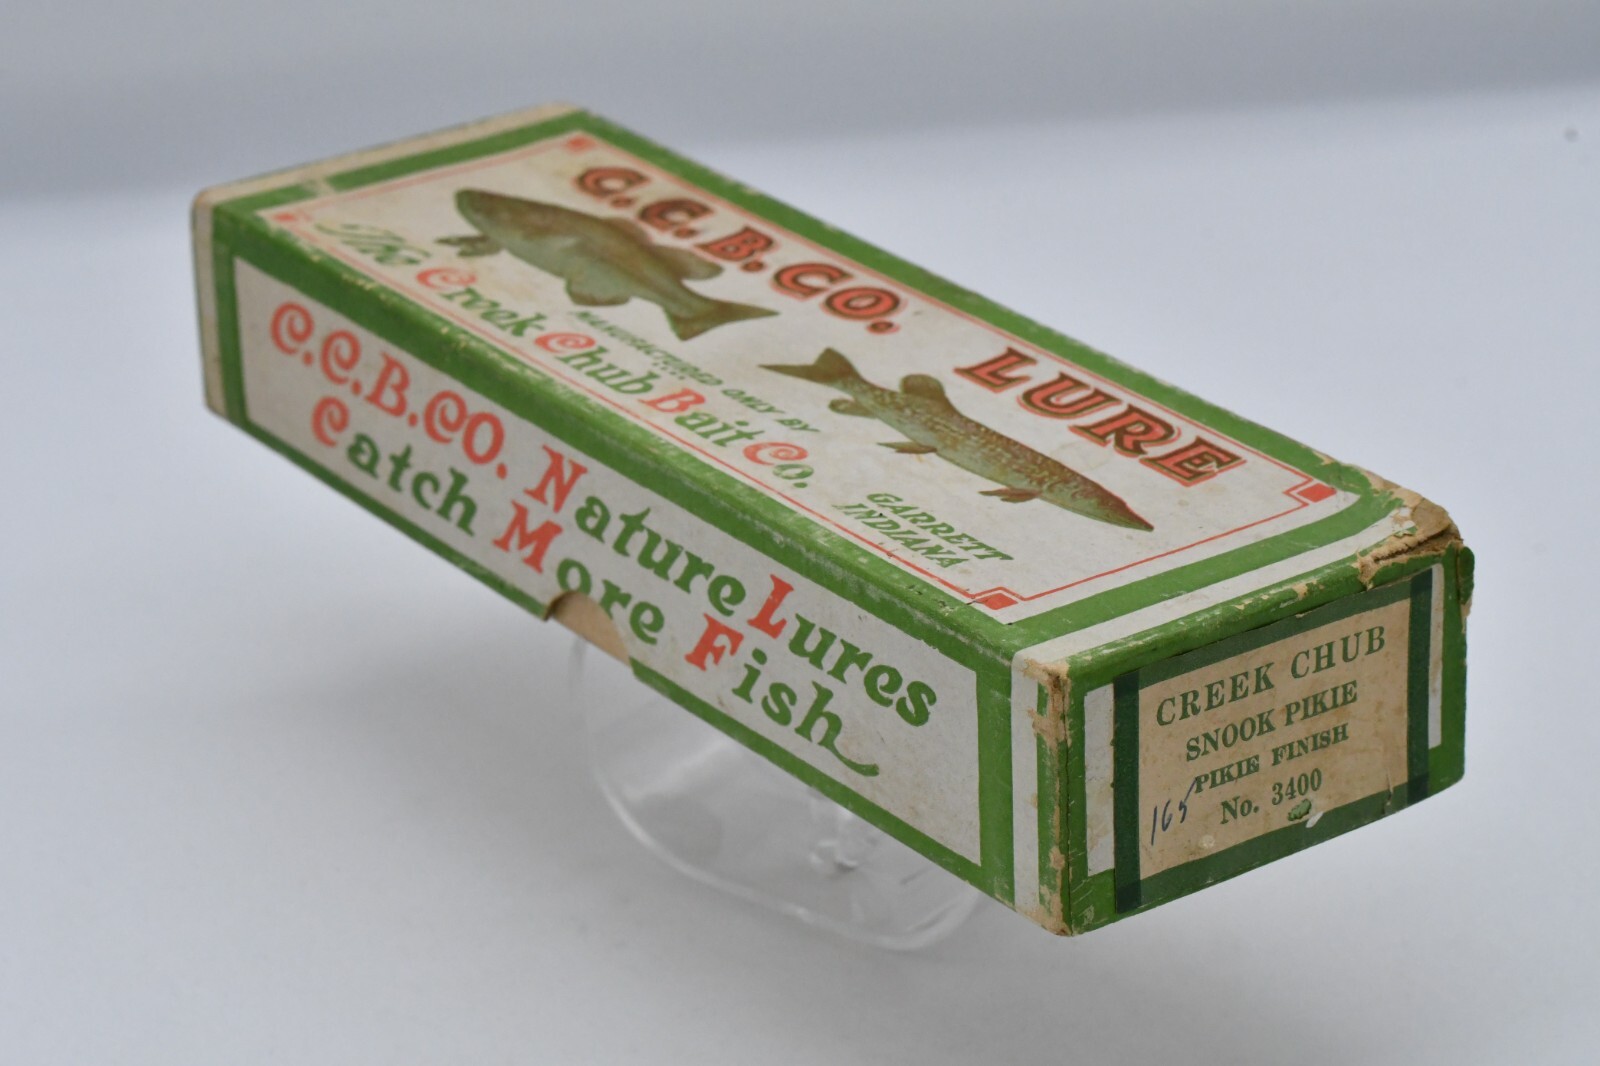 C.C.B.CO. LURE
MANUFACTURED ONLY BY
The Creek Chub Bait Co.
GARRETT
INDIANA
C.C.B.CO. Nature Lures
Catch More Fish
CREEK CHUB
SNOOK PIKIE
PIKIE FINISH
No. 3400
165